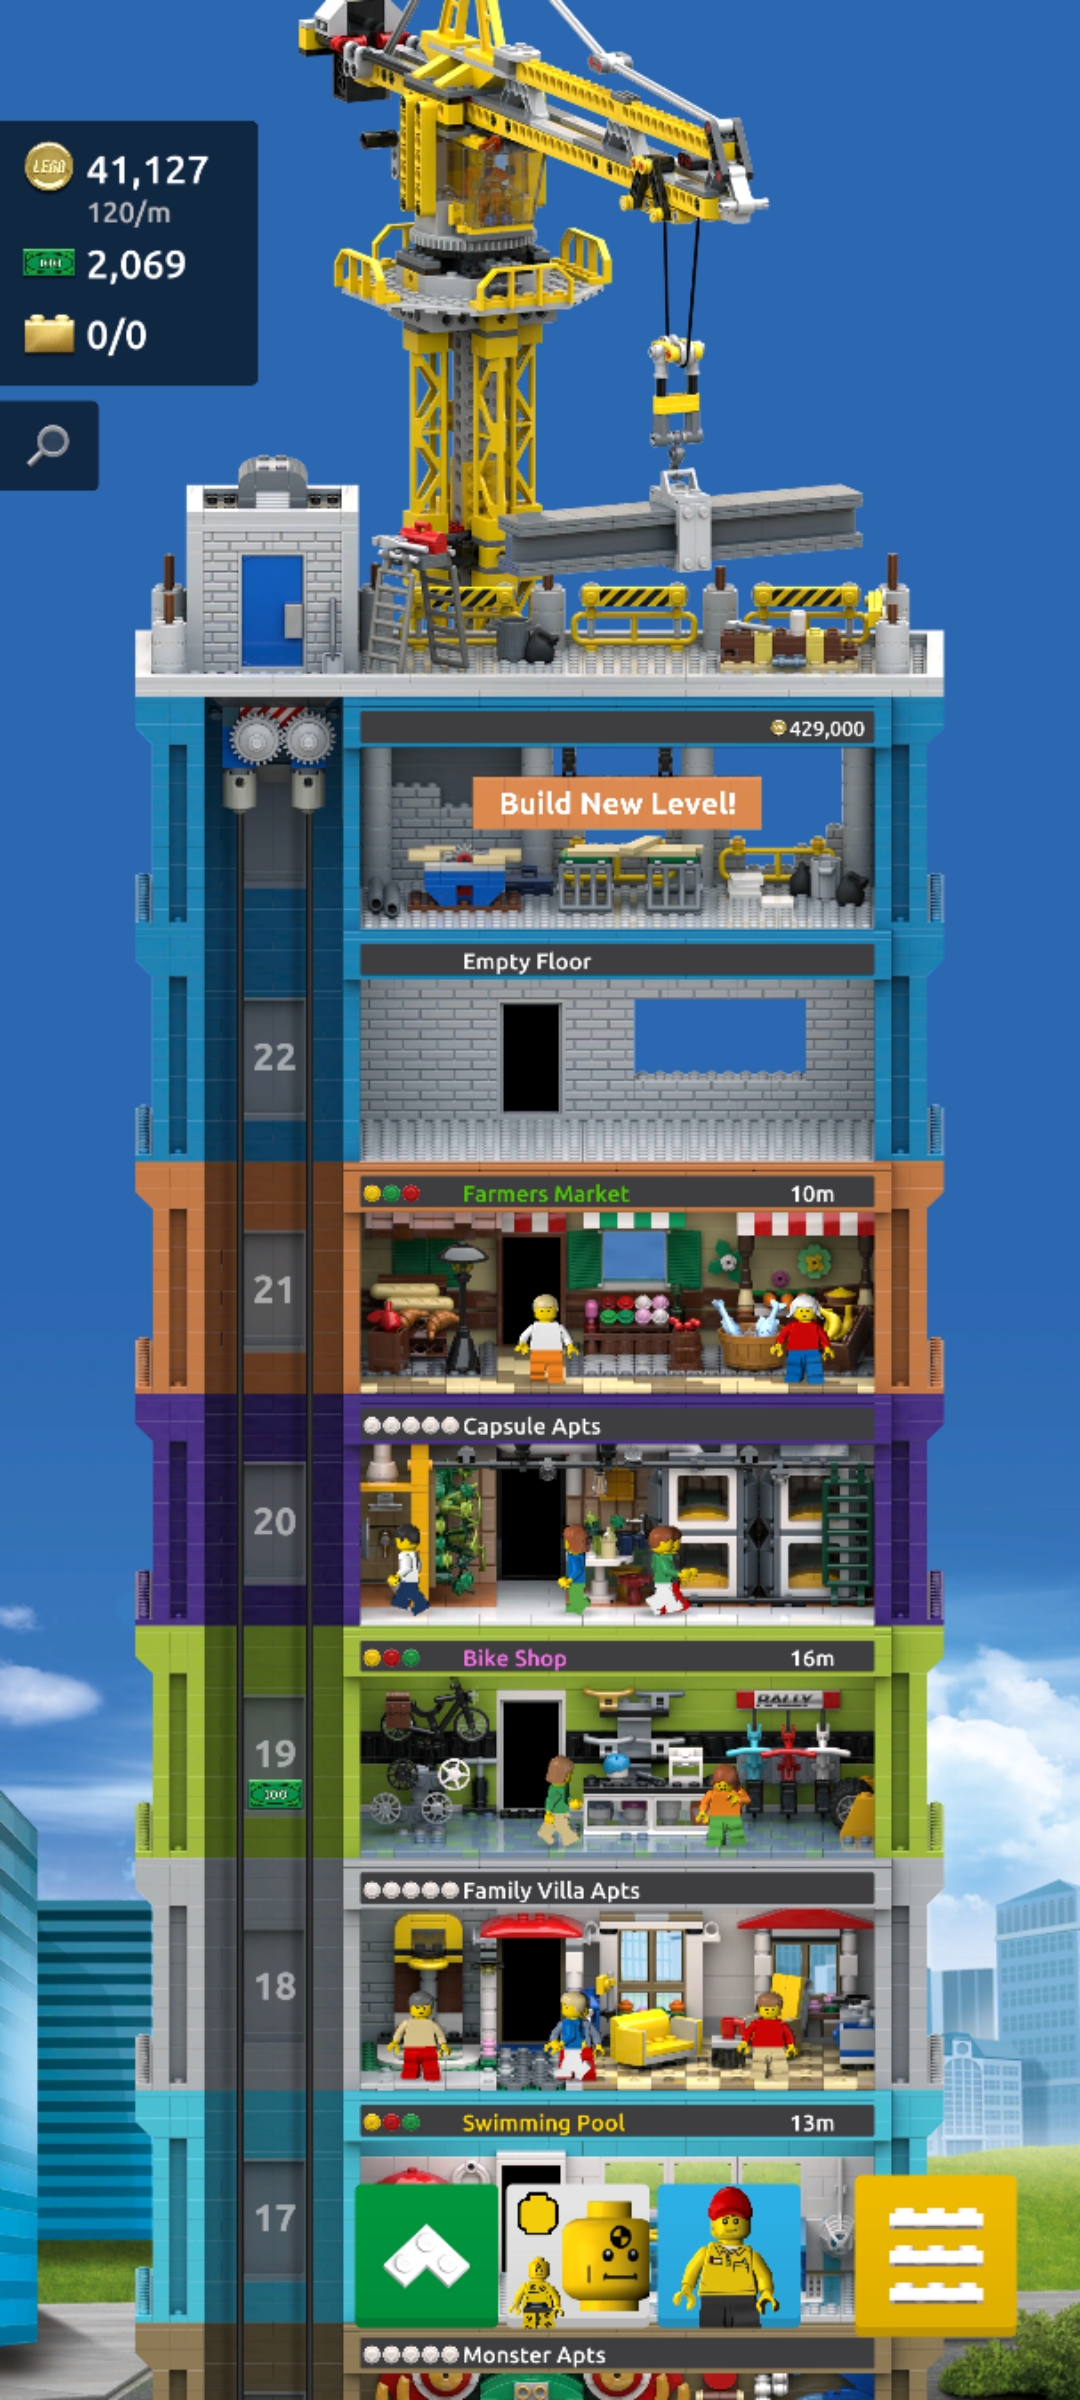 LEGO
41,127
120/m
2,069
0/0
429,000
Build New Level!
Empty Floor
22
Farmers Market 10m
21
Capsule Apts
20
Bike Shop 16m
RALLY
19
100
Family Villa Apts
18
Swimming Pool 13m
17
Monster Apts